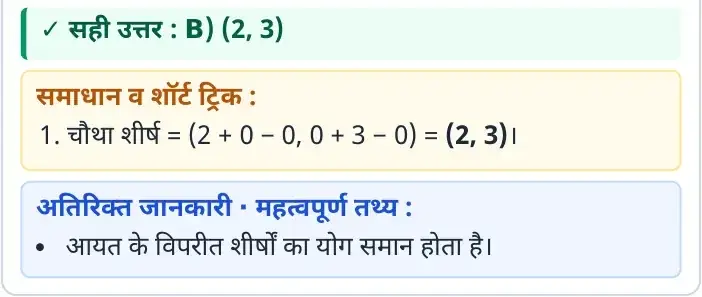 ✓ सही उत्तर : B) (2, 3)
समाधान व शॉर्ट ट्रिक :
1. चौथा शीर्ष = (2 + 0 − 0, 0 + 3 − 0) = (2, 3)।
अतिरिक्त जानकारी · महत्वपूर्ण तथ्य :
• आयत के विपरीत शीर्षों का योग समान होता है।